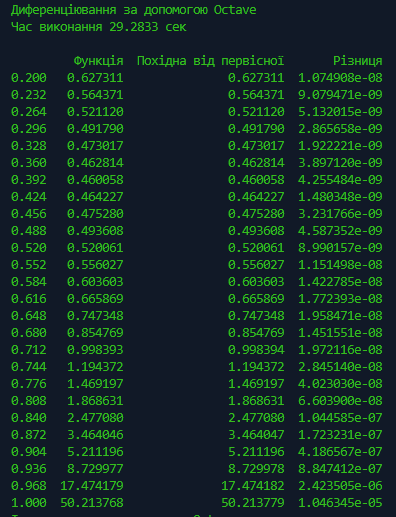 Диференціювання за допомогою Octave
Час виконання 29.2833 сек
Функція Похідна від первісної Різниця
0.200 0.627311 0.627311 1.074908e-08
0.232 0.564371 0.564371 9.079471e-09
0.264 0.521120 0.521120 5.132015e-09
0.296 0.491790 0.491790 2.865658e-09
0.328 0.473017 0.473017 1.922221e-09
0.360 0.462814 0.462814 3.897120e-09
0.392 0.460058 0.460058 4.255484e-09
0.424 0.464227 0.464227 1.480348e-09
0.456 0.475280 0.475280 3.231766e-09
0.488 0.493608 0.493608 4.587352e-09
0.520 0.520061 0.520061 8.990157e-09
0.552 0.556027 0.556027 1.151498e-08
0.584 0.603603 0.603603 1.422785e-08
0.616 0.665869 0.665869 1.772393e-08
0.648 0.747348 0.747348 1.958471e-08
0.680 0.854769 0.854769 1.451551e-08
0.712 0.998393 0.998394 1.972116e-08
0.744 1.194372 1.194372 2.845140e-08
0.776 1.469197 1.469197 4.023030e-08
0.808 1.868631 1.868631 6.603900e-08
0.840 2.477080 2.477080 1.044585e-07
0.872 3.464046 3.464047 1.723231e-07
0.904 5.211196 5.211196 4.186567e-07
0.936 8.729977 8.729978 8.847412e-07
0.968 17.474179 17.474182 2.423505e-06
1.000 50.213768 50.213779 1.046345e-05